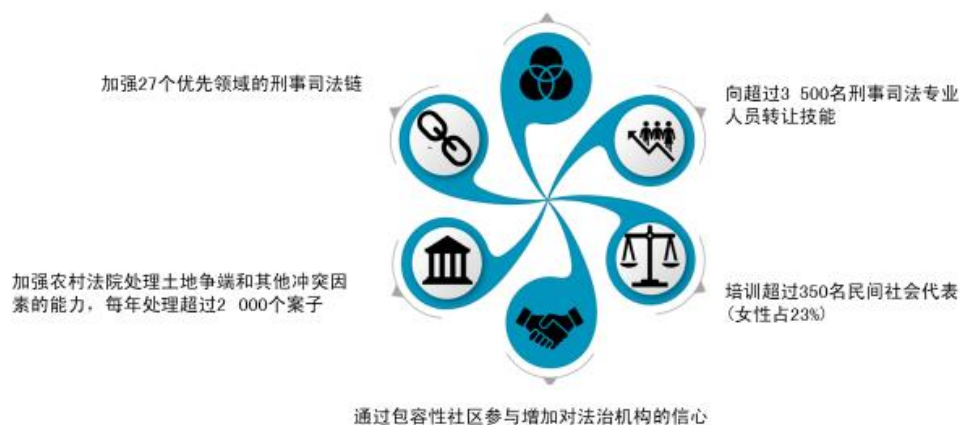 加强27个优先领域的刑事司法链
向超过3 500名刑事司法专业
人员转让技能
加强农村法院处理土地争端和其他冲突因
素的能力，每年处理超过2 000个案子
培训超过350名民间社会代表
(女性占23%)
通过包容性社区参与增加对法治机构的信心